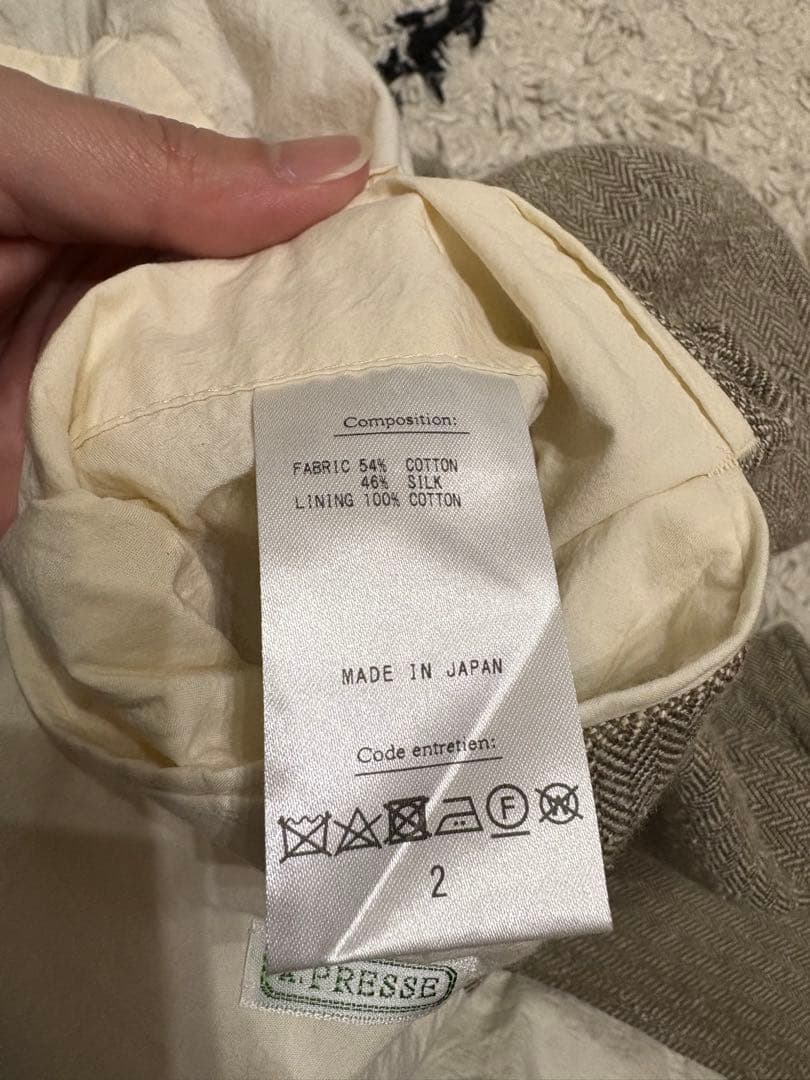 Composition:
FABRIC 54% COTTON
46% SILK
LINING 100% COTTON
MADE IN JAPAN
Code entretien:
F W
2
A.PRESSE